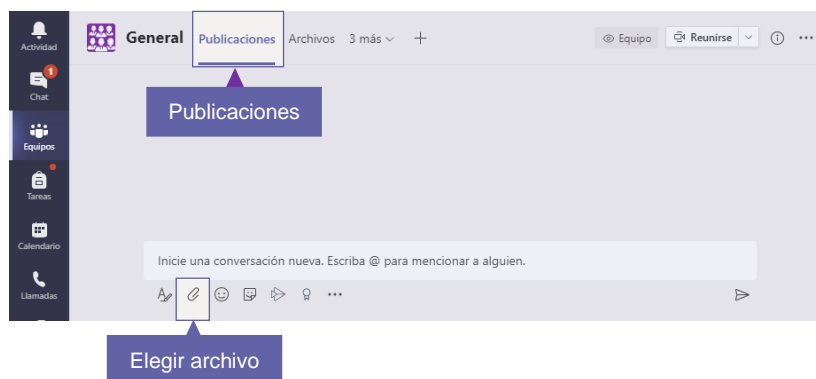 Actividad
1
Chat
Equipos
Tareas
Calendario
Llamadas
General Publicaciones Archivos 3 más +
Equipo Reunirse
Publicaciones
Inicie una conversación nueva. Escriba @ para mencionar a alguien.
Elegir archivo